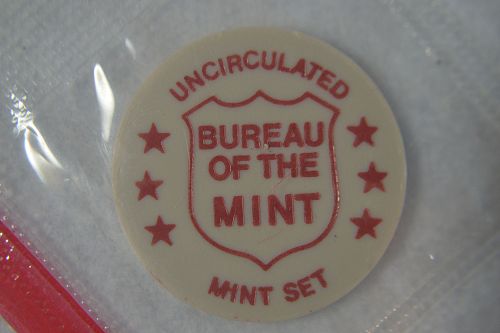 UNCIRCULATED
BUREAU
OF THE
MINT
MINT SET